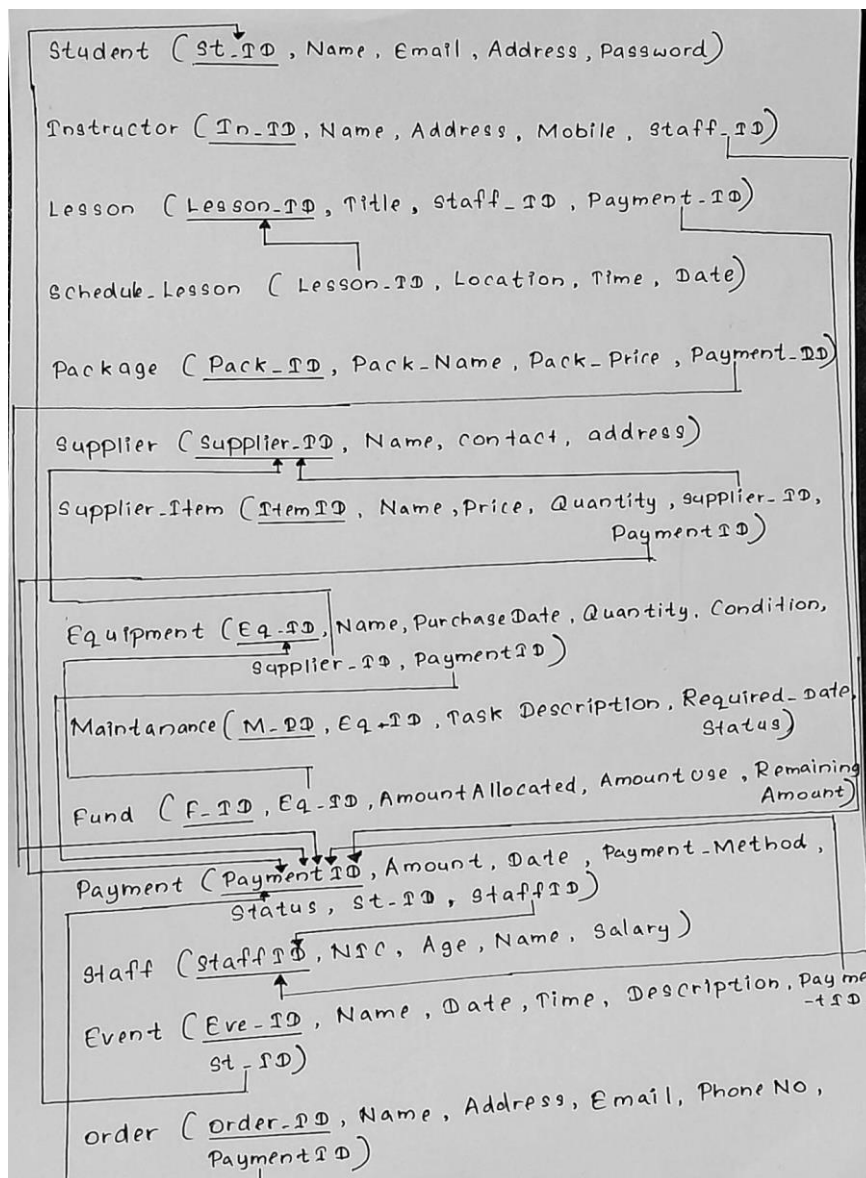 Student (St_ID, Name, Email, Address, Password)
Instructor (In_ID, Name, Address, Mobile, Staff_ID)
Lesson (Lesson_ID, Title, Staff_ID, Payment_ID)
Schedule_Lesson (Lesson_ID, Location, Time, Date)
Package (Pack_ID, Pack_Name, Pack_Price, Payment_ID)
Supplier (Supplier_ID, Name, contact, address)
Supplier_Item (ItemID, Name, Price, Quantity, Supplier_ID,
PaymentID)
Equipment (Eq_ID, Name, PurchaseDate, Quantity, Condition,
Supplier_ID, PaymentID)
Maintanance (M_ID, Eq_ID, Task Description, Required_Date,
Status)
Fund (F_ID, Eq_ID, AmountAllocated, AmountUse, Remaining
Amount)
Payment (PaymentID, Amount, Date, Payment_Method,
Status, St_ID, StaffID)
Staff (StaffID, NIC, Age, Name, Salary)
Event (Eve_ID, Name, Date, Time, Description, Payme
-tID
St_ID)
order (Order_ID, Name, Address, Email, PhoneNo,
PaymentID)